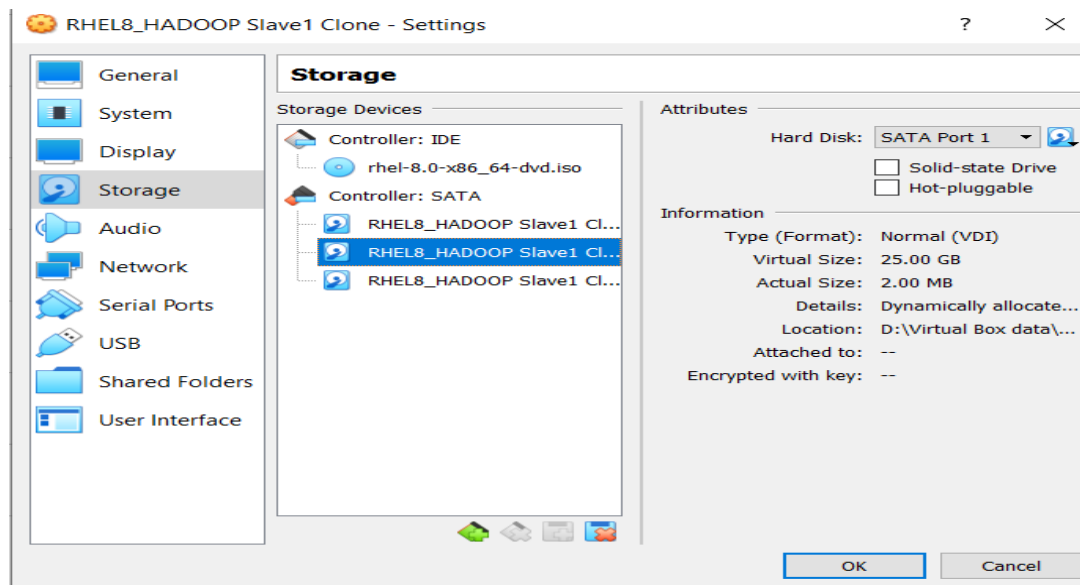 RHEL8_HADOOP Slave1 Clone - Settings
?
General
System
Display
Storage
Audio
Network
Serial Ports
USB
Shared Folders
User Interface
Storage
Storage Devices
Controller: IDE
rhel-8.0-x86_64-dvd.iso
Controller: SATA
RHEL8_HADOOP Slave1 Cl...
RHEL8_HADOOP Slave1 Cl...
RHEL8_HADOOP Slave1 Cl...
Attributes
Hard Disk: SATA Port 1
Solid-state Drive
Hot-pluggable
Information
Type (Format): Normal (VDI)
Virtual Size: 25.00 GB
Actual Size: 2.00 MB
Details: Dynamically allocate...
Location: D:\Virtual Box data\...
Attached to: --
Encrypted with key: --
OK
Cancel